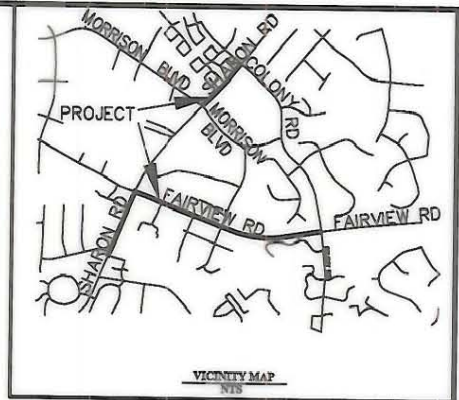 MORRISON BLVD
SHARON RD
COLONY RD
PROJECT
MORRISON BLVD
FAIRVIEW RD
FAIRVIEW RD
SHARON RD
VICINITY MAP
NTS